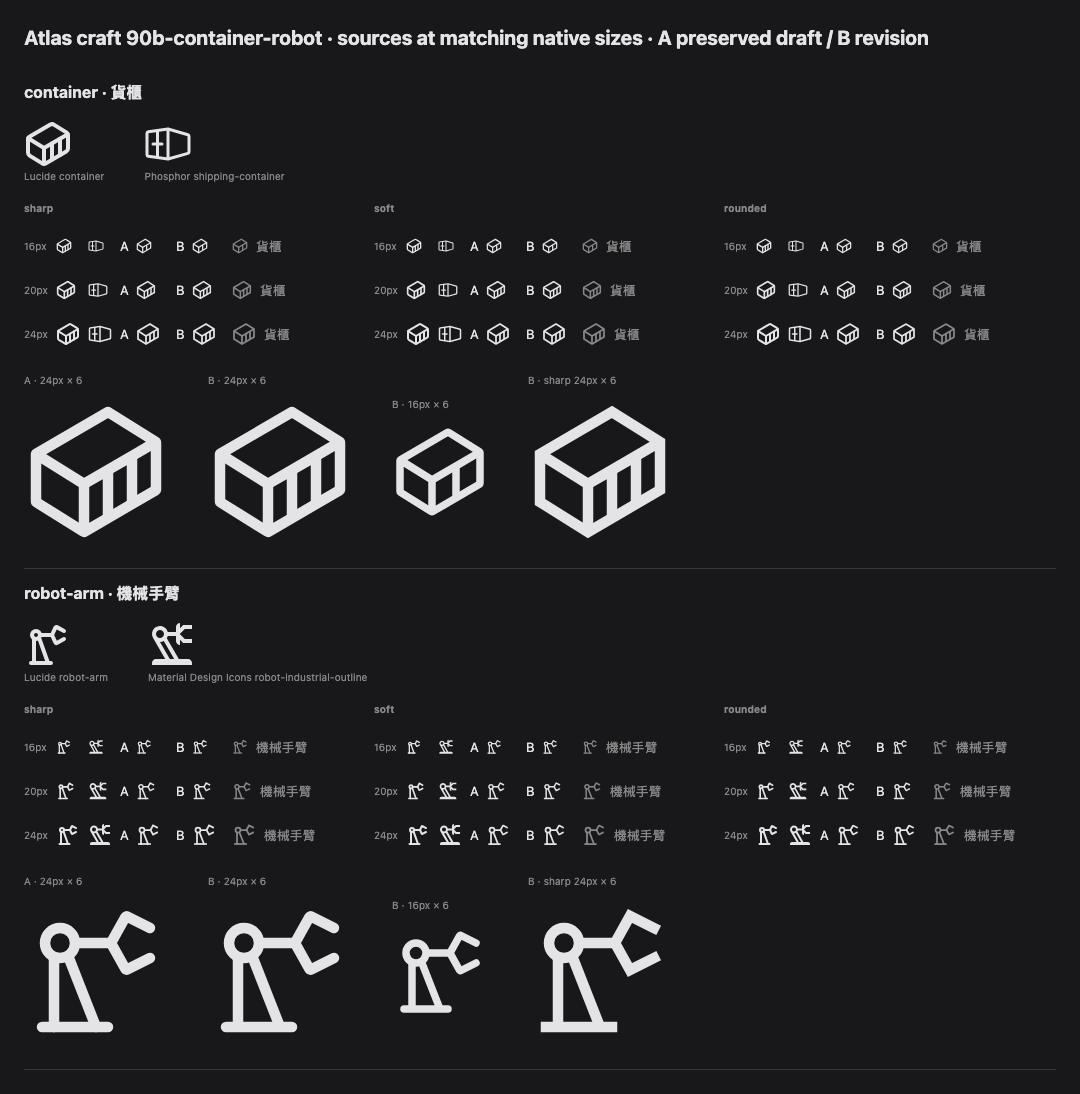 Atlas craft 90b-container-robot · sources at matching native sizes · A preserved draft / B revision
container · 貨櫃
Lucide container Phosphor shipping-container
sharp soft rounded
16px A B 貨櫃 16px A B 貨櫃 16px A B 貨櫃
20px A B 貨櫃 20px A B 貨櫃 20px A B 貨櫃
24px A B 貨櫃 24px A B 貨櫃 24px A B 貨櫃
A · 24px × 6 B · 24px × 6 B · sharp 24px × 6
B · 16px × 6
robot-arm · 機械手臂
Lucide robot-arm Material Design Icons robot-industrial-outline
sharp soft rounded
16px A B 機械手臂 16px A B 機械手臂 16px A B 機械手臂
20px A B 機械手臂 20px A B 機械手臂 20px A B 機械手臂
24px A B 機械手臂 24px A B 機械手臂 24px A B 機械手臂
A · 24px × 6 B · 24px × 6 B · sharp 24px × 6
B · 16px × 6